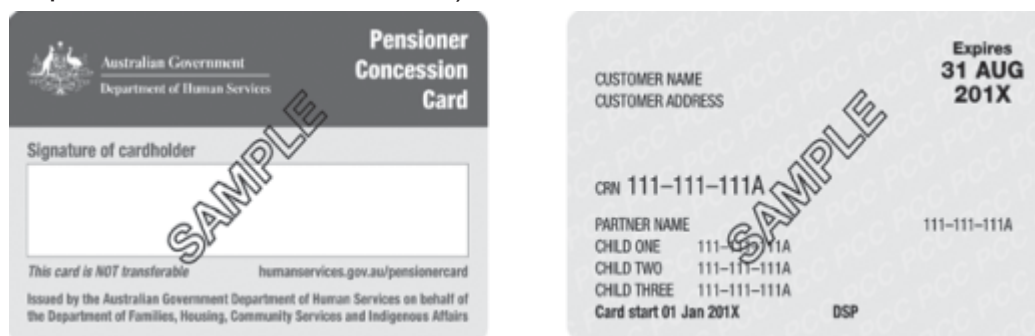 Australian Government
Department of Human Services
Pensioner
Concession
Card
Signature of cardholder
SAMPLE
This card is NOT transferable humanservices.gov.au/pensionercard
Issued by the Australian Government Department of Human Services on behalf of
the Department of Families, Housing, Community Services and Indigenous Affairs
CUSTOMER NAME
CUSTOMER ADDRESS
Expires
31 AUG
201X
CRN 111–111–111A
SAMPLE
PARTNER NAME 111–111–111A
CHILD ONE 111–111–111A
CHILD TWO 111–111–111A
CHILD THREE 111–111–111A
Card start 01 Jan 201X DSP